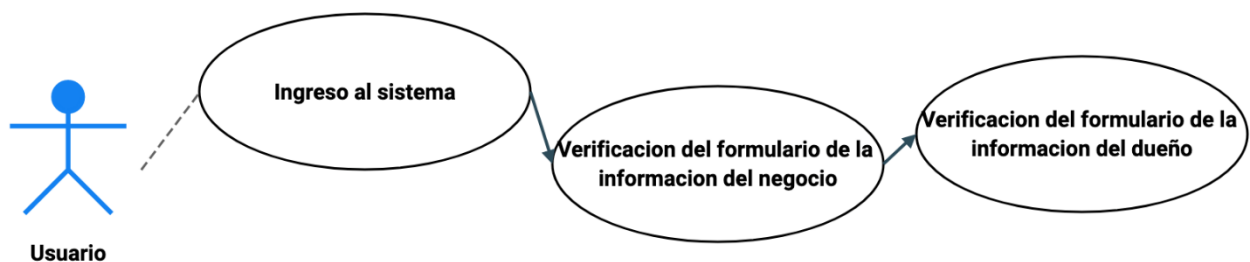 Ingreso al sistema
Verificacion del formulario de la
informacion del negocio
Verificacion del formulario de la
informacion del dueño
Usuario